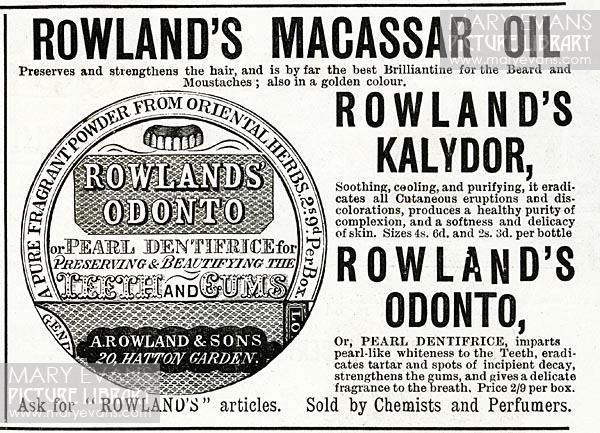 ROWLAND'S MACASSAR OIL
Preserves and strengthens the hair, and is by far the best Brilliantine for the Beard and
Moustaches; also in a golden colour.
A PURE FRAGRANT POWDER FROM ORIENTAL HERBS. 2s 9d. Per Box.
ROWLANDS'
ODONTO
or PEARL DENTIFRICE for
PRESERVING & BEAUTIFYING THE
TEETH AND GUMS
A. ROWLAND & SONS
20, HATTON GARDEN.
ROWLAND'S
KALYDOR,
Soothing, cooling, and purifying, it eradi-
cates all Cutaneous eruptions and dis-
colorations, produces a healthy purity of
complexion, and a softness and delicacy
of skin. Sizes 4s. 6d. and 2s. 3d. per bottle
ROWLAND'S
ODONTO,
Or, PEARL DENTIFRICE, imparts
pearl-like whiteness to the Teeth, eradi-
cates tartar and spots of incipient decay,
strengthens the gums, and gives a delicate
fragrance to the breath. Price 2/9 per box.
Ask for "ROWLAND'S" articles. Sold by Chemists and Perfumers.
MARY EVANS
PICTURE LIBRARY
www.maryevans.com
MARY EVANS
PICTURE LIBRARY
www.maryevans.com